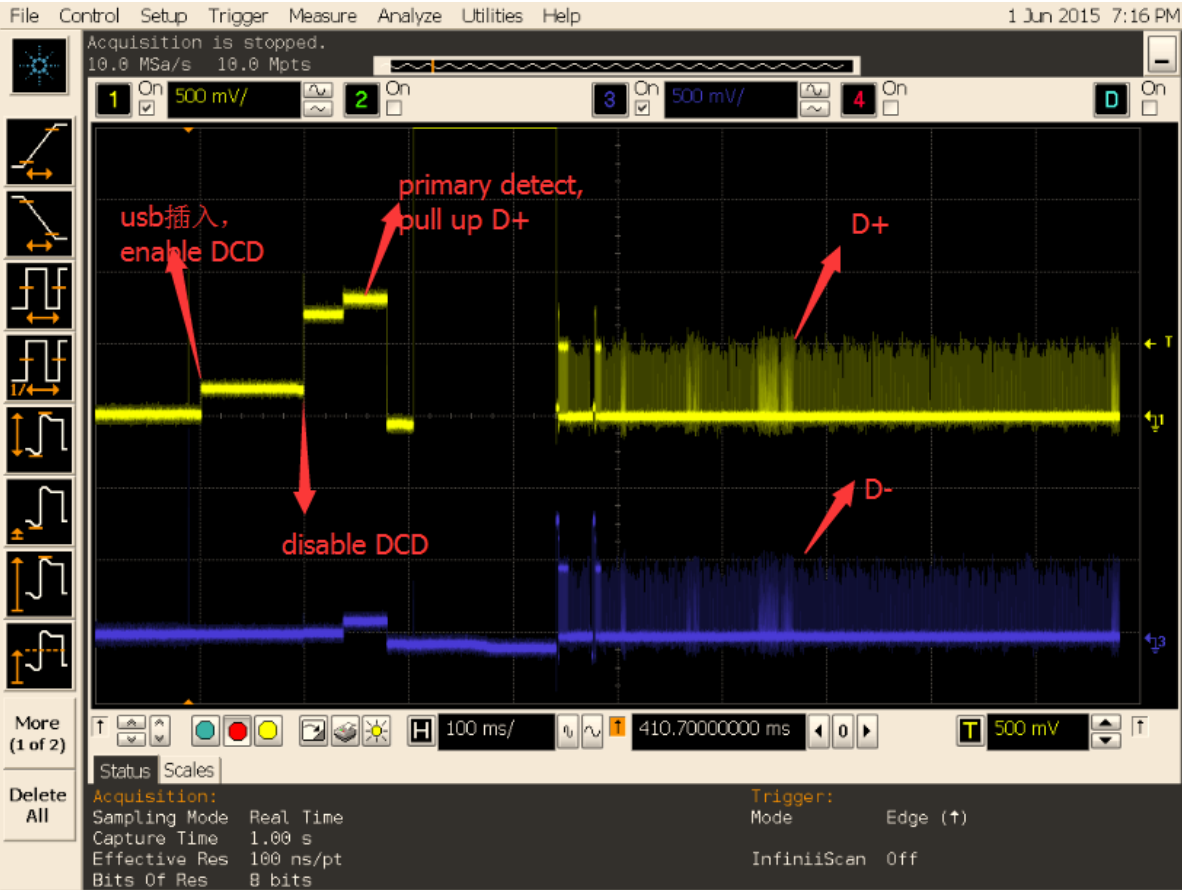 File Control Setup Trigger Measure Analyze Utilities Help 1 Jun 2015 7:16 PM
Acquisition is stopped.
10.0 MSa/s 10.0 Mpts
1 On 500 mV/ 2 On 3 On 500 mV/ 4 On D On
primary detect,
pull up D+
usb插入，
enable DCD
D+
T
1
D-
disable DCD
3
1/
More
(1 of 2)
H 100 ms/ 410.70000000 ms 0 T 500 mV
Status Scales
Delete
All
Acquisition: Trigger:
Sampling Mode Real Time Mode Edge (↑)
Capture Time 1.00 s
Effective Res 100 ns/pt InfiniiScan Off
Bits Of Res 8 bits